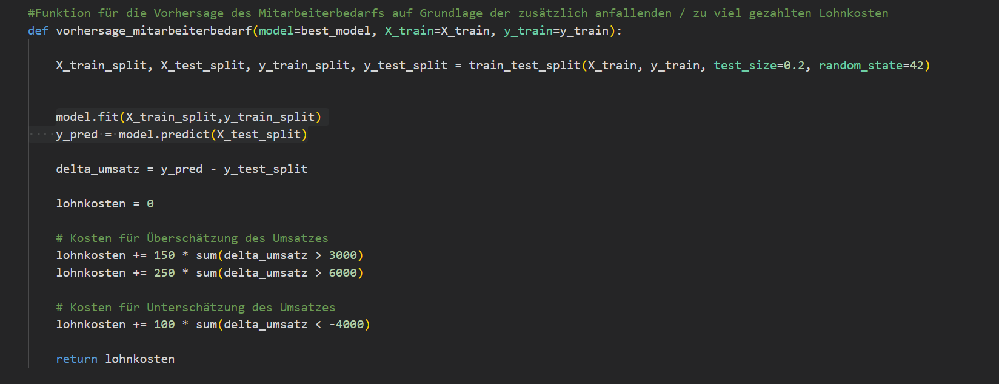 #Funktion für die Vorhersage des Mitarbeiterbedarfs auf Grundlage der zusätzlich anfallenden / zu viel gezahlten Lohnkosten
def vorhersage_mitarbeiterbedarf(model=best_model, X_train=X_train, y_train=y_train):
X_train_split, X_test_split, y_train_split, y_test_split = train_test_split(X_train, y_train, test_size=0.2, random_state=42)
model.fit(X_train_split,y_train_split)
y_pred = model.predict(X_test_split)
delta_umsatz = y_pred - y_test_split
lohnkosten = 0
# Kosten für Überschätzung des Umsatzes
lohnkosten += 150 * sum(delta_umsatz > 3000)
lohnkosten += 250 * sum(delta_umsatz > 6000)
# Kosten für Unterschätzung des Umsatzes
lohnkosten += 100 * sum(delta_umsatz < -4000)
return lohnkosten